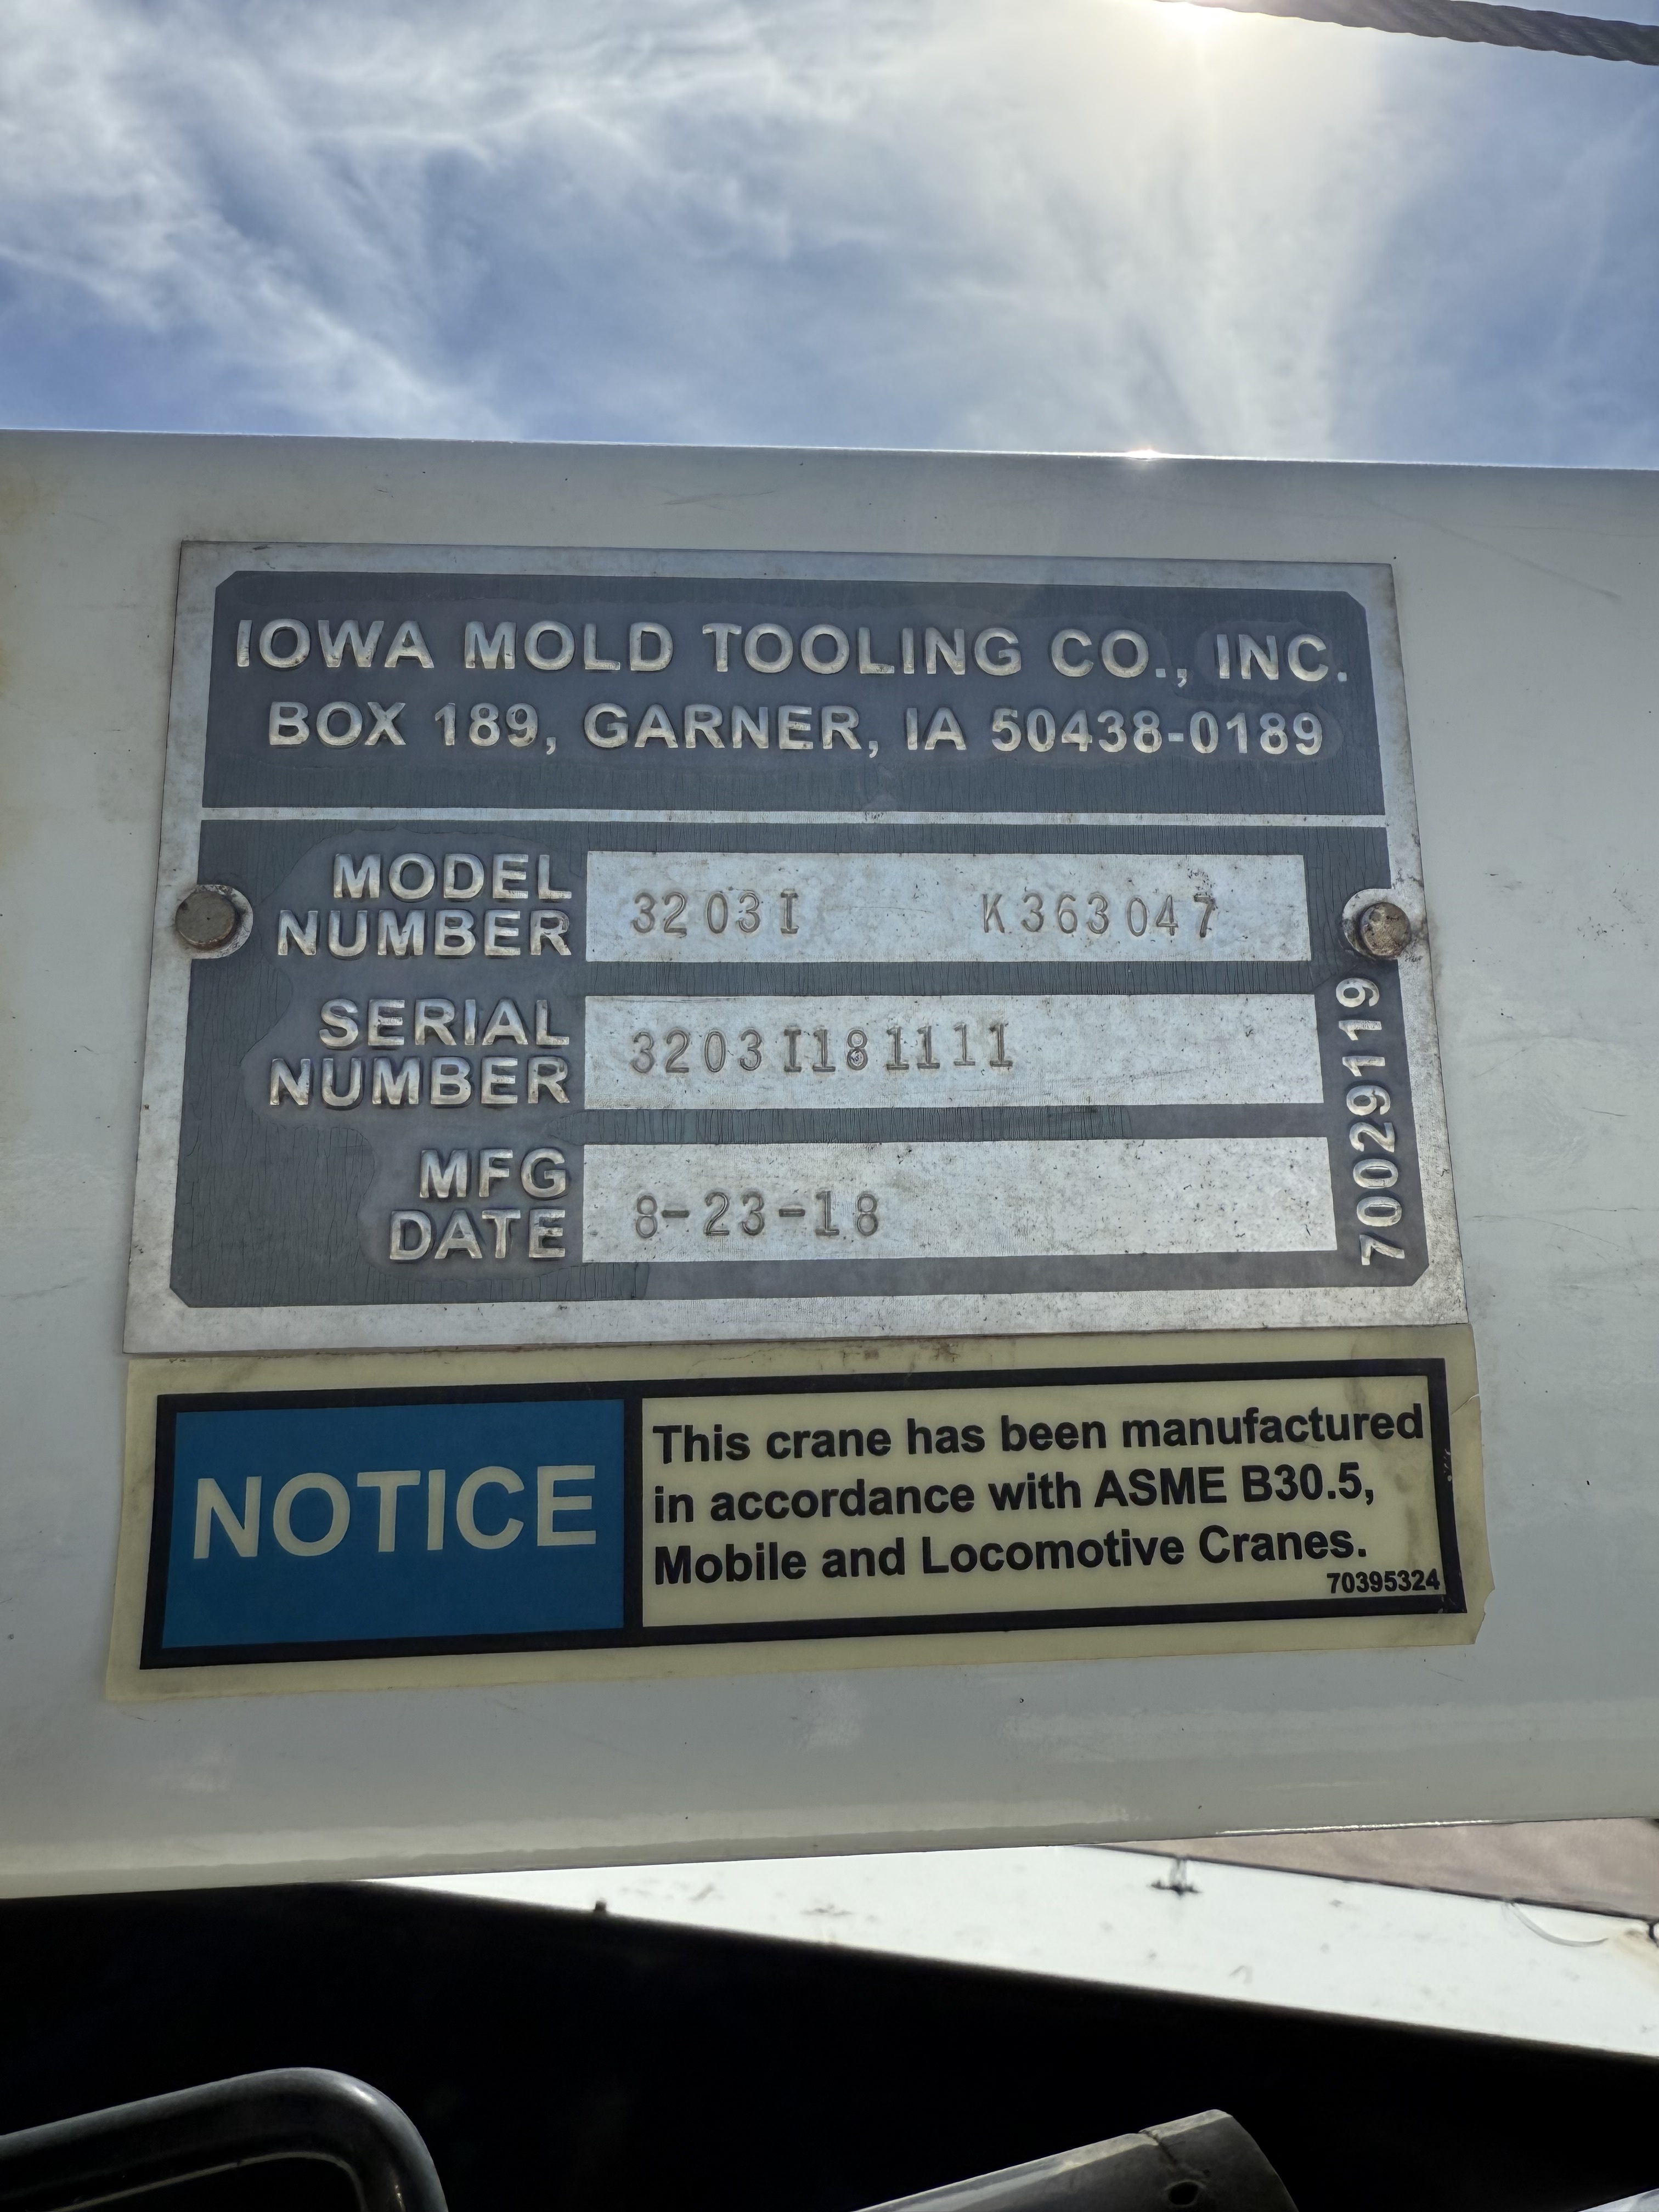 IOWA MOLD TOOLING CO., INC.
BOX 189, GARNER, IA 50438-0189
MODEL NUMBER 3203I K363047
SERIAL NUMBER 3203I181111
MFG DATE 8-23-18
70029119
NOTICE
This crane has been manufactured
in accordance with ASME B30.5,
Mobile and Locomotive Cranes.
70395324